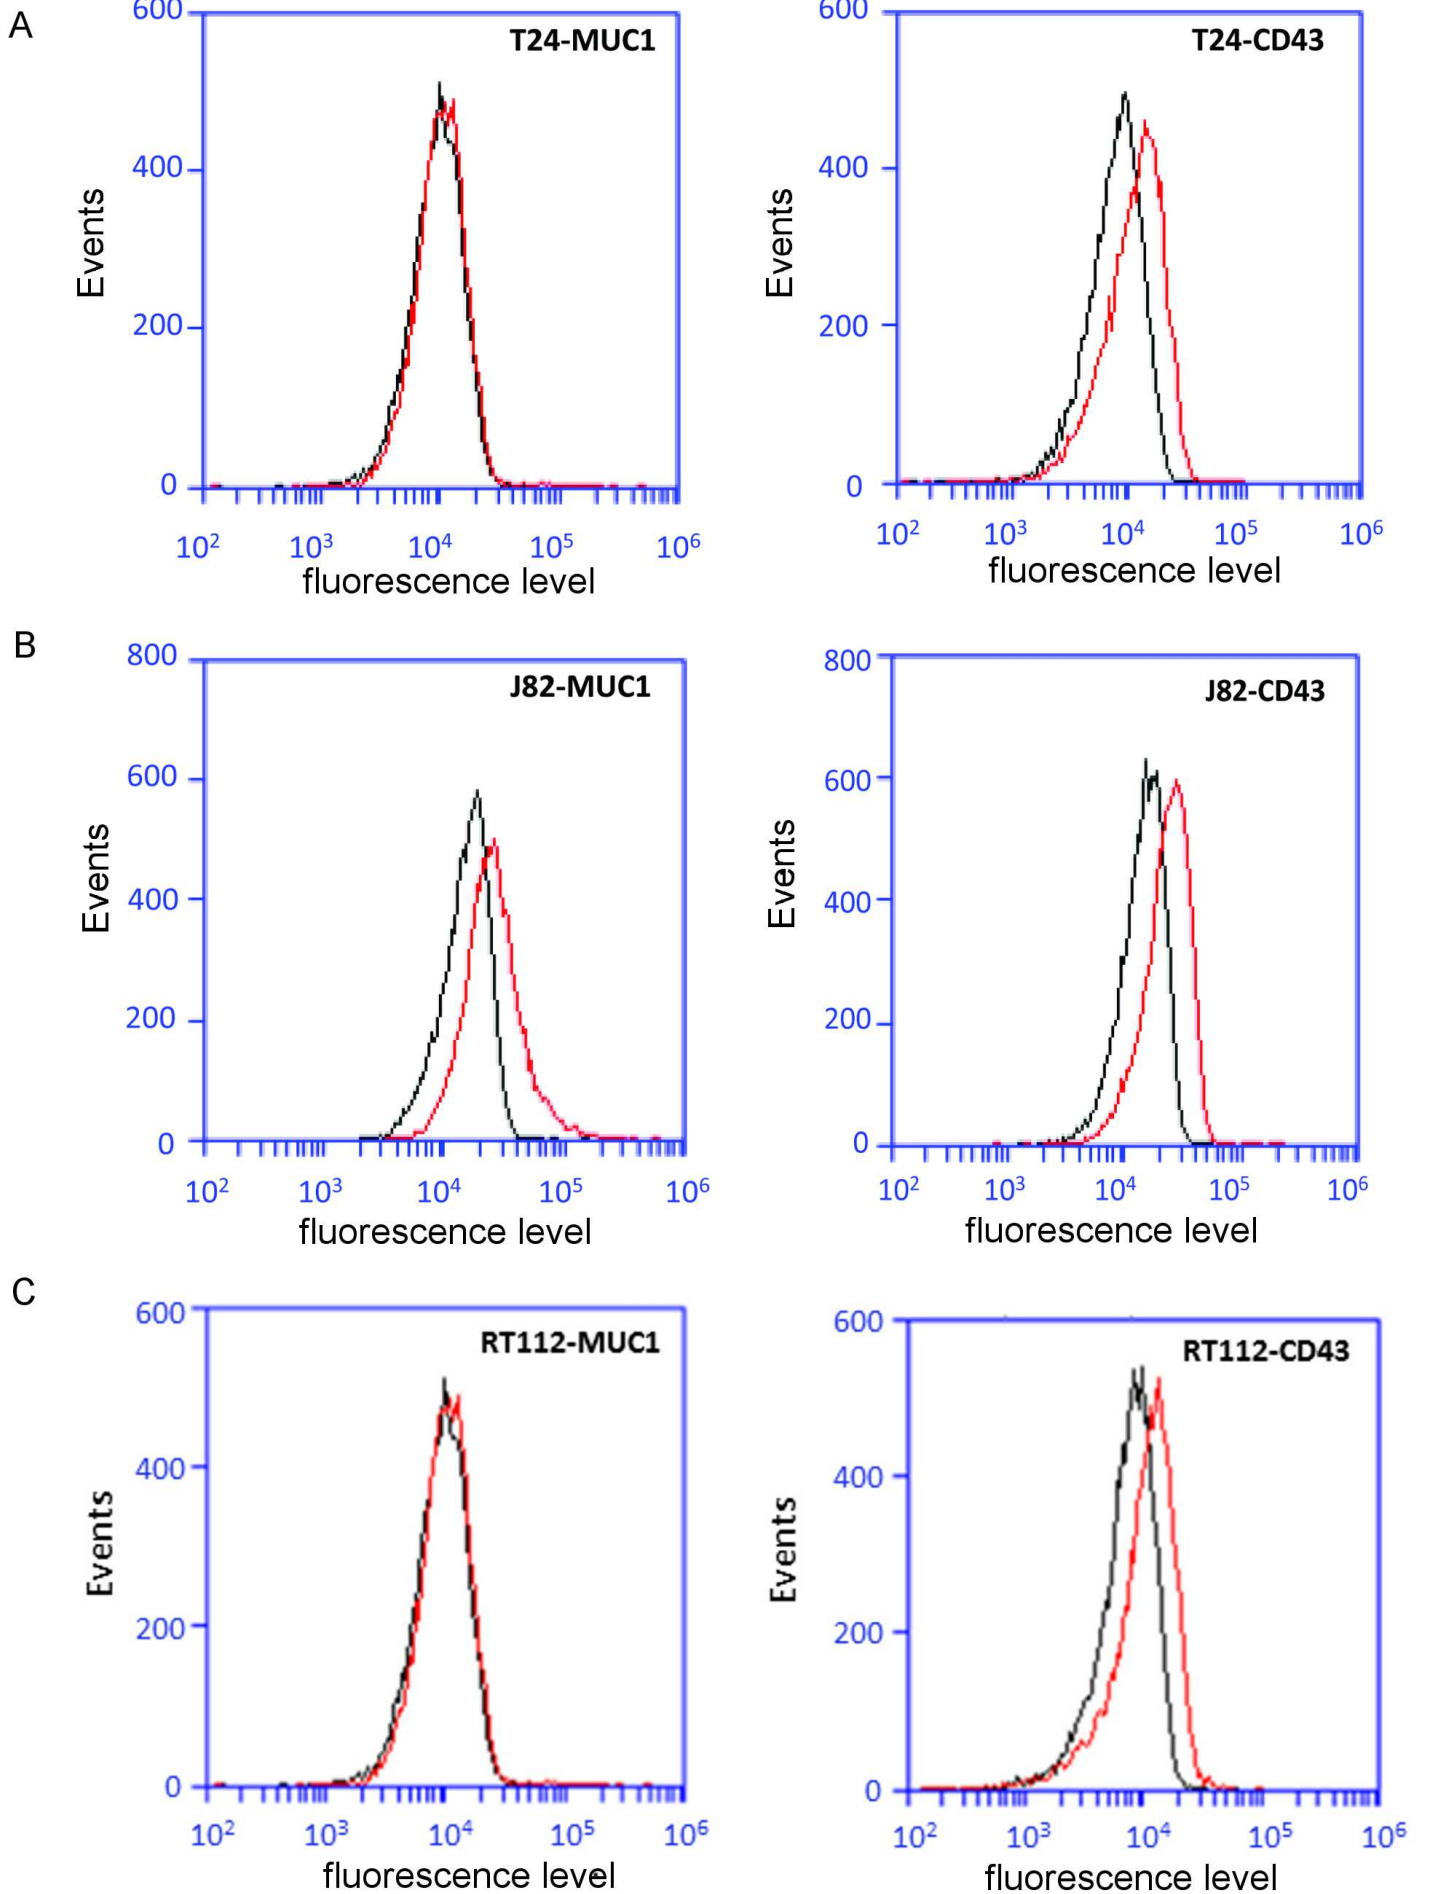 A
600
T24-MUC1
400
200
0
Events
10² 10³ 10⁴ 10⁵ 10⁶
fluorescence level
600
T24-CD43
400
200
0
Events
10² 10³ 10⁴ 10⁵ 10⁶
fluorescence level
B
800
J82-MUC1
600
400
200
0
Events
10² 10³ 10⁴ 10⁵ 10⁶
fluorescence level
800
J82-CD43
600
400
200
0
Events
10² 10³ 10⁴ 10⁵ 10⁶
fluorescence level
C
600
RT112-MUC1
400
200
0
Events
10² 10³ 10⁴ 10⁵ 10⁶
fluorescence level
600
RT112-CD43
400
200
0
Events
10² 10³ 10⁴ 10⁵ 10⁶
fluorescence level